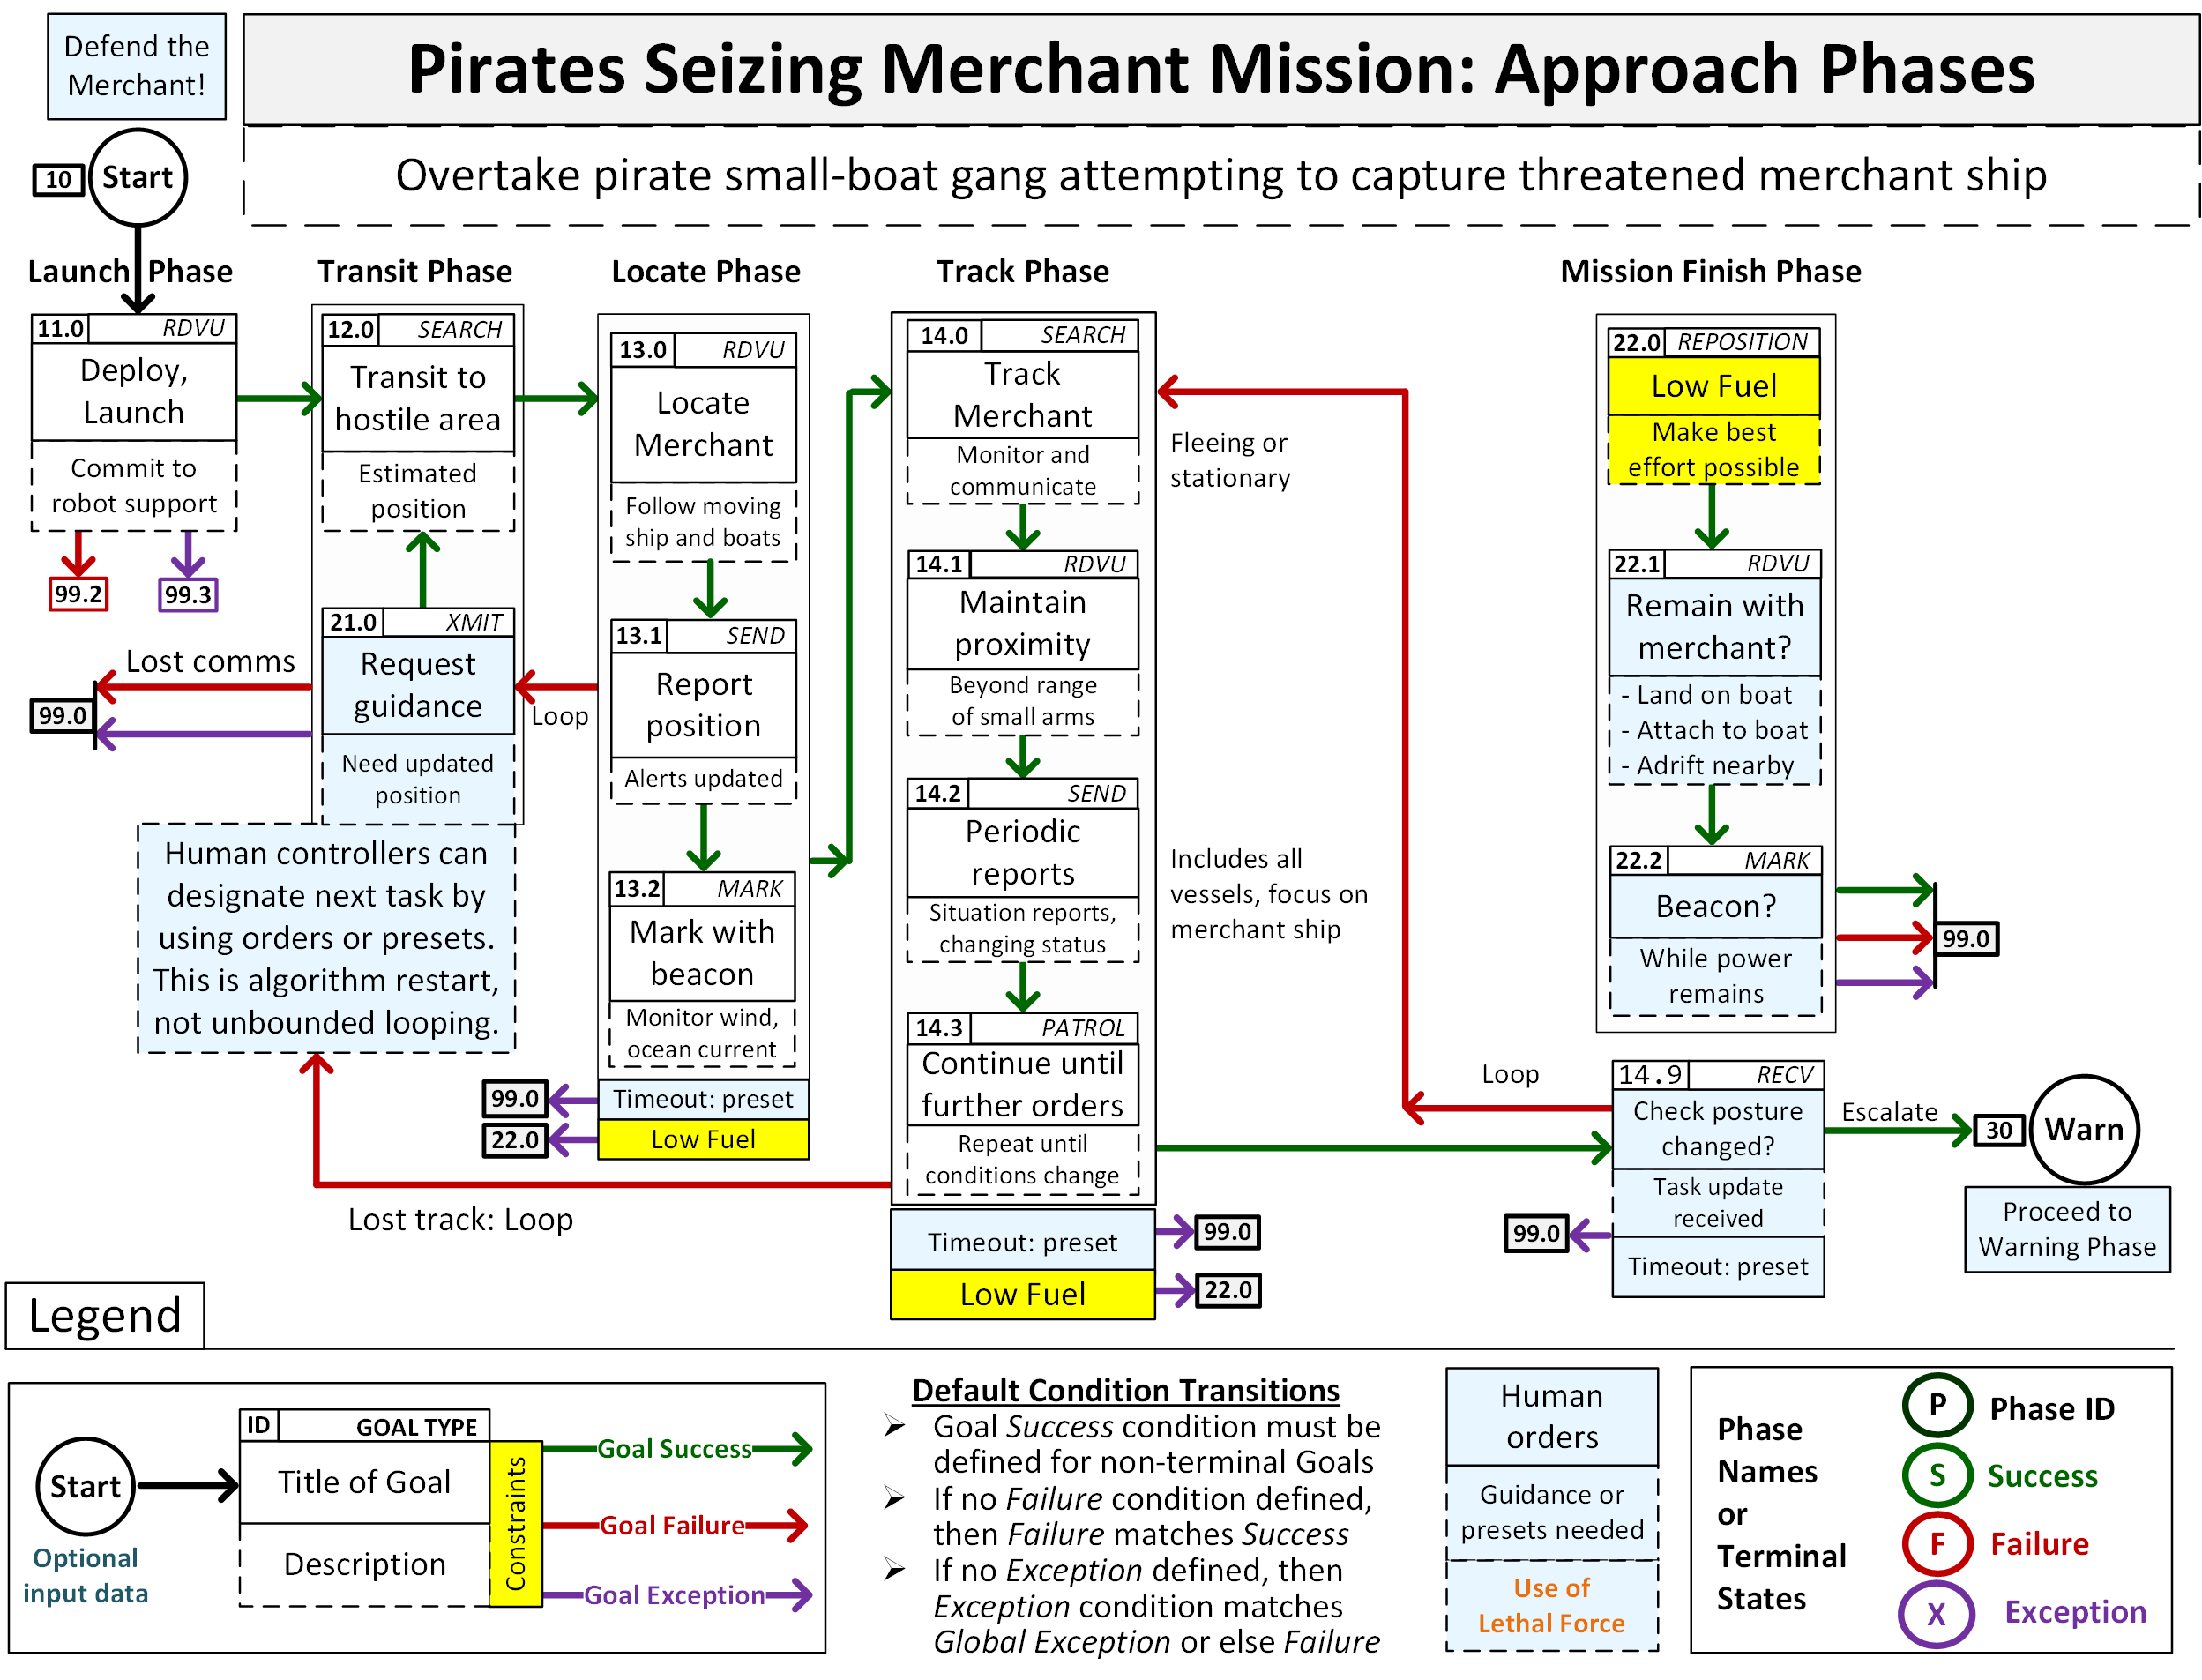 Defend the
Merchant!
Pirates Seizing Merchant Mission: Approach Phases
Overtake pirate small-boat gang attempting to capture threatened merchant ship
10
Start
Launch Phase
11.0
RDVU
Deploy,
Launch
Commit to
robot support
99.2
99.3
Transit Phase
12.0
SEARCH
Transit to
hostile area
Estimated
position
21.0
XMIT
Request
guidance
Need updated
position
Lost comms
99.0
Loop
Human controllers can
designate next task by
using orders or presets.
This is algorithm restart,
not unbounded looping.
Locate Phase
13.0
RDVU
Locate
Merchant
Follow moving
ship and boats
13.1
SEND
Report
position
Alerts updated
13.2
MARK
Mark with
beacon
Monitor wind,
ocean current
99.0
Timeout: preset
22.0
Low Fuel
Lost track: Loop
Track Phase
14.0
SEARCH
Track
Merchant
Monitor and
communicate
14.1
RDVU
Maintain
proximity
Beyond range
of small arms
14.2
SEND
Periodic
reports
Situation reports,
changing status
14.3
PATROL
Continue until
further orders
Repeat until
conditions change
Timeout: preset
99.0
Low Fuel
22.0
Fleeing or
stationary
Includes all
vessels, focus on
merchant ship
Mission Finish Phase
22.0
REPOSITION
Low Fuel
Make best
effort possible
22.1
RDVU
Remain with
merchant?
- Land on boat
- Attach to boat
- Adrift nearby
22.2
MARK
Beacon?
While power
remains
99.0
Loop
14.9
RECV
Check posture
changed?
Task update
received
Timeout: preset
99.0
Escalate
30
Warn
Proceed to
Warning Phase
Legend
Start
Optional
input data
ID
GOAL TYPE
Title of Goal
Description
Constraints
Goal Success
Goal Failure
Goal Exception
Default Condition Transitions
➢ Goal Success condition must be
defined for non-terminal Goals
➢ If no Failure condition defined,
then Failure matches Success
➢ If no Exception defined, then
Exception condition matches
Global Exception or else Failure
Human
orders
Guidance or
presets needed
Use of
Lethal Force
Phase
Names
or
Terminal
States
P
Phase ID
S
Success
F
Failure
X
Exception